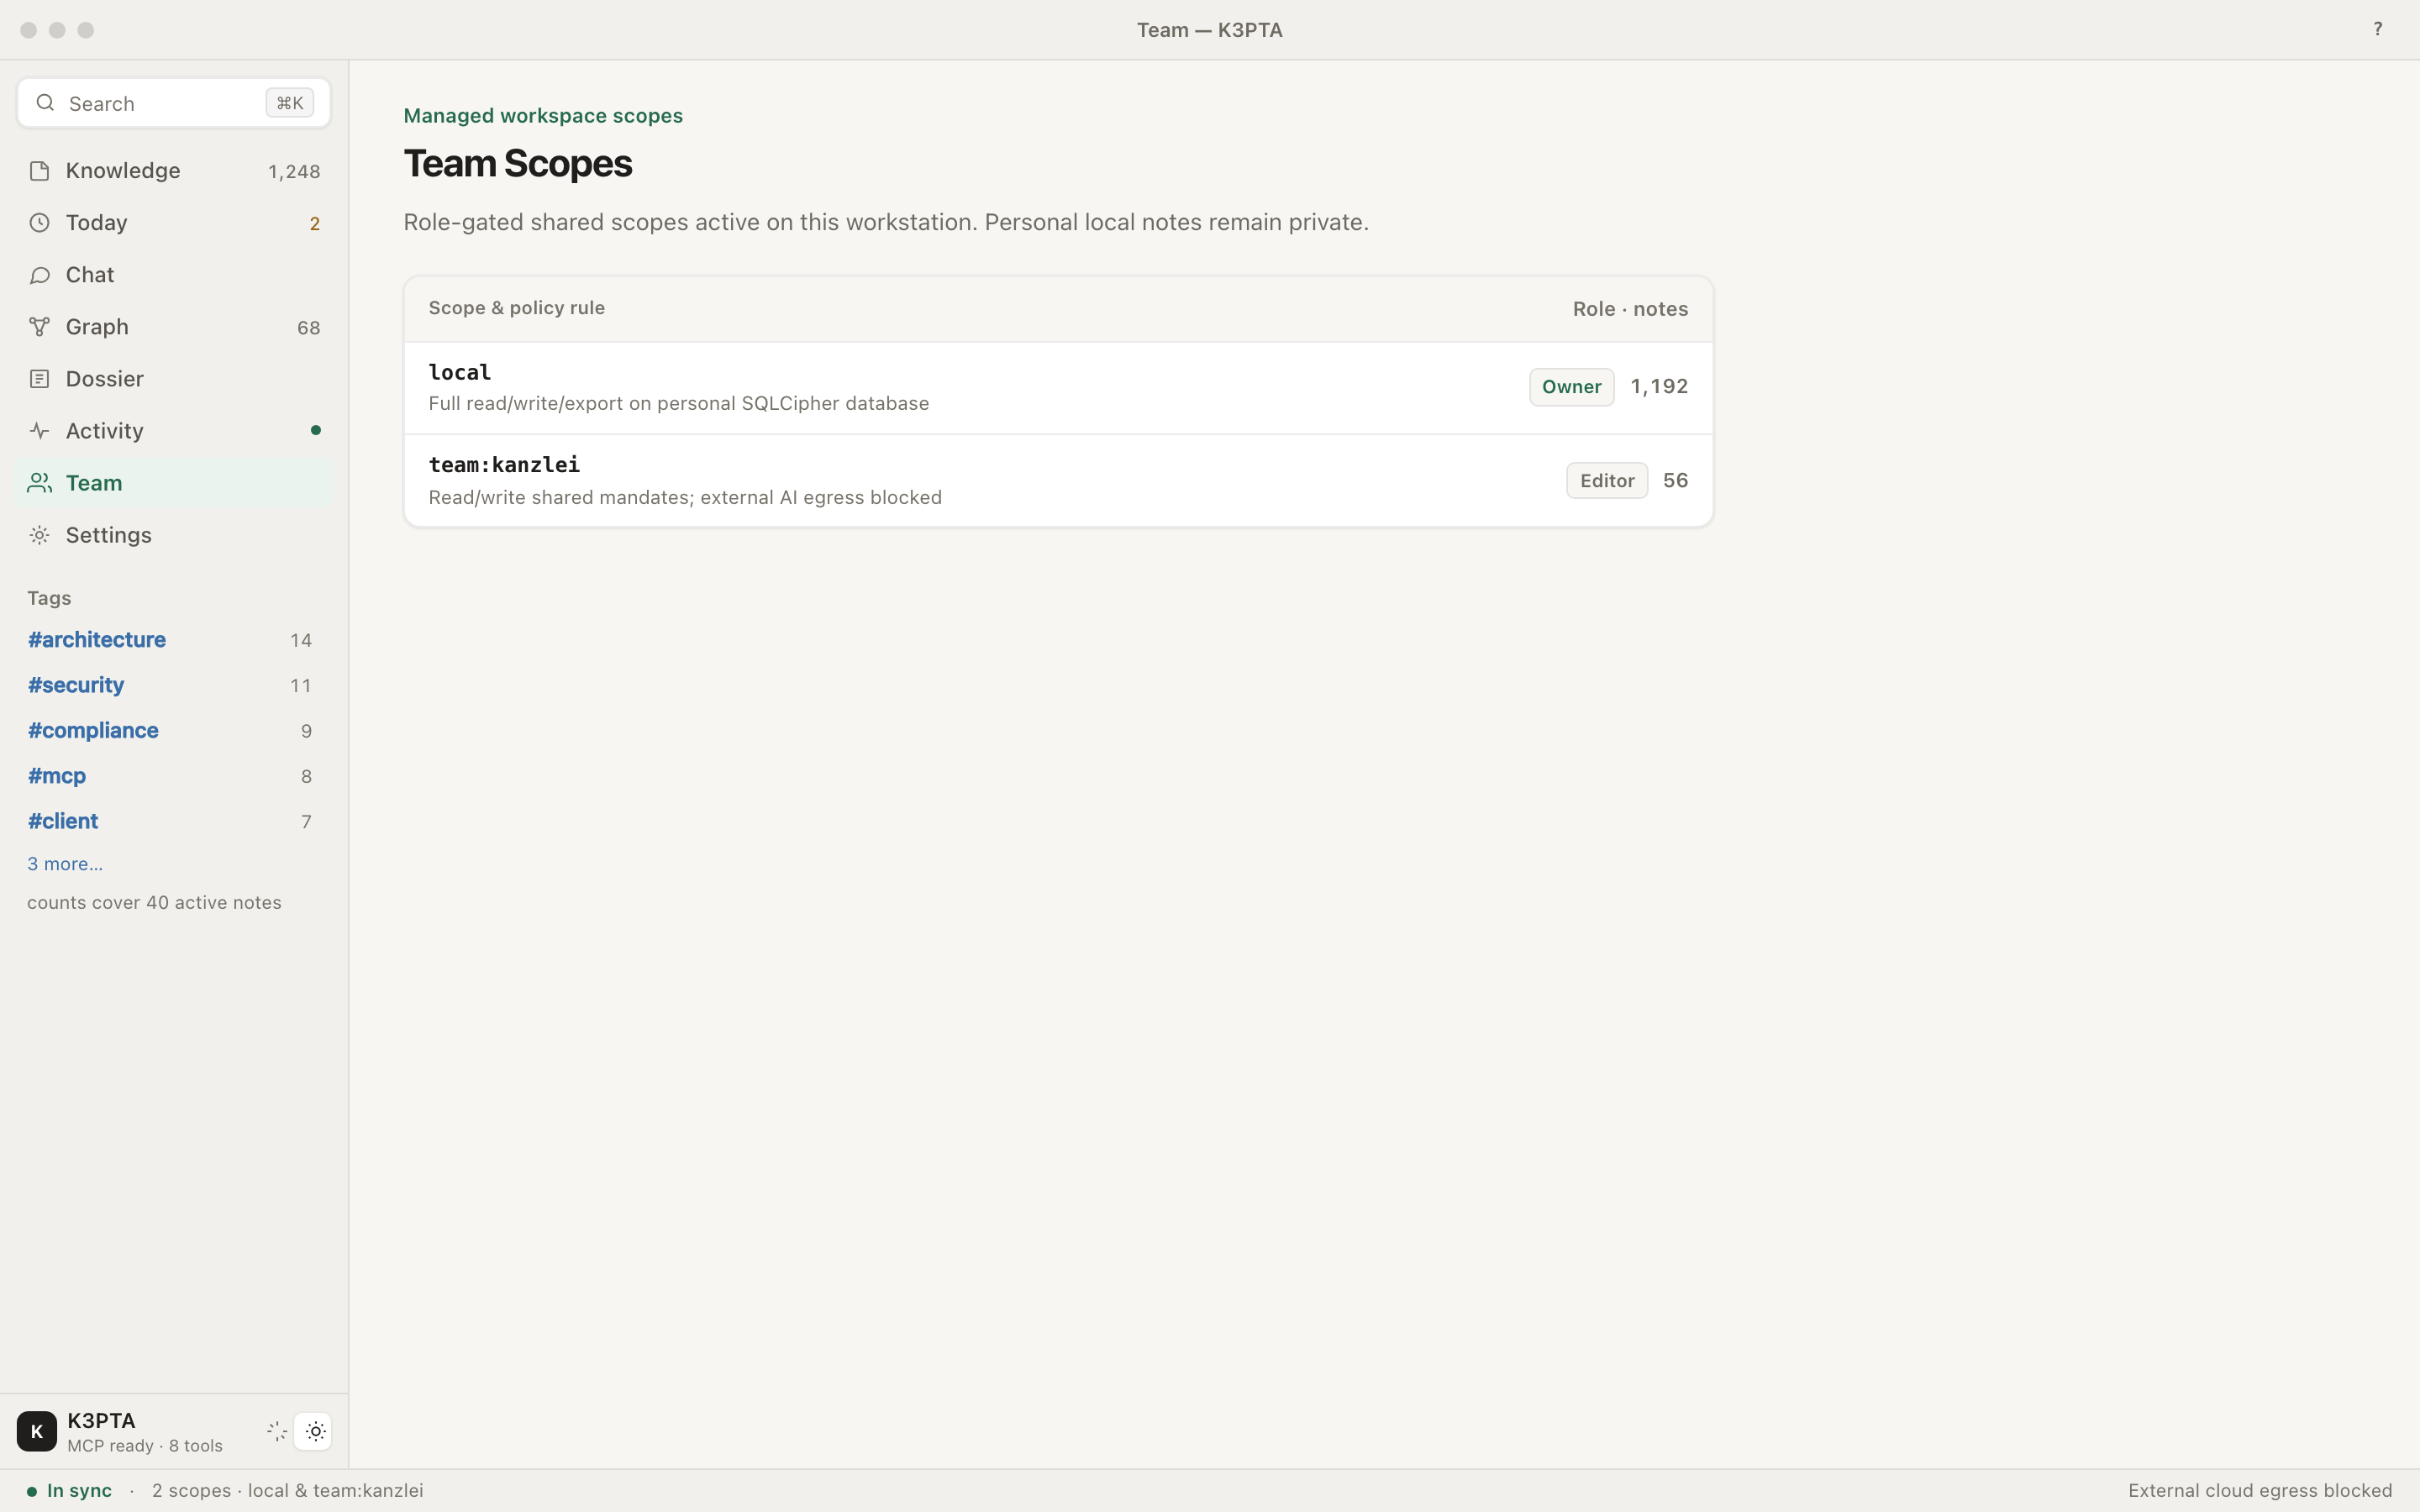 Team — K3PTA
?
Search ⌘K
Knowledge 1,248
Today 2
Chat
Graph 68
Dossier
Activity
Team
Settings
Tags
#architecture 14
#security 11
#compliance 9
#mcp 8
#client 7
3 more...
counts cover 40 active notes
K
K3PTA
MCP ready · 8 tools
Managed workspace scopes
Team Scopes
Role-gated shared scopes active on this workstation. Personal local notes remain private.
Scope & policy rule Role · notes
local
Full read/write/export on personal SQLCipher database
Owner 1,192
team:kanzlei
Read/write shared mandates; external AI egress blocked
Editor 56
In sync · 2 scopes · local & team:kanzlei
External cloud egress blocked